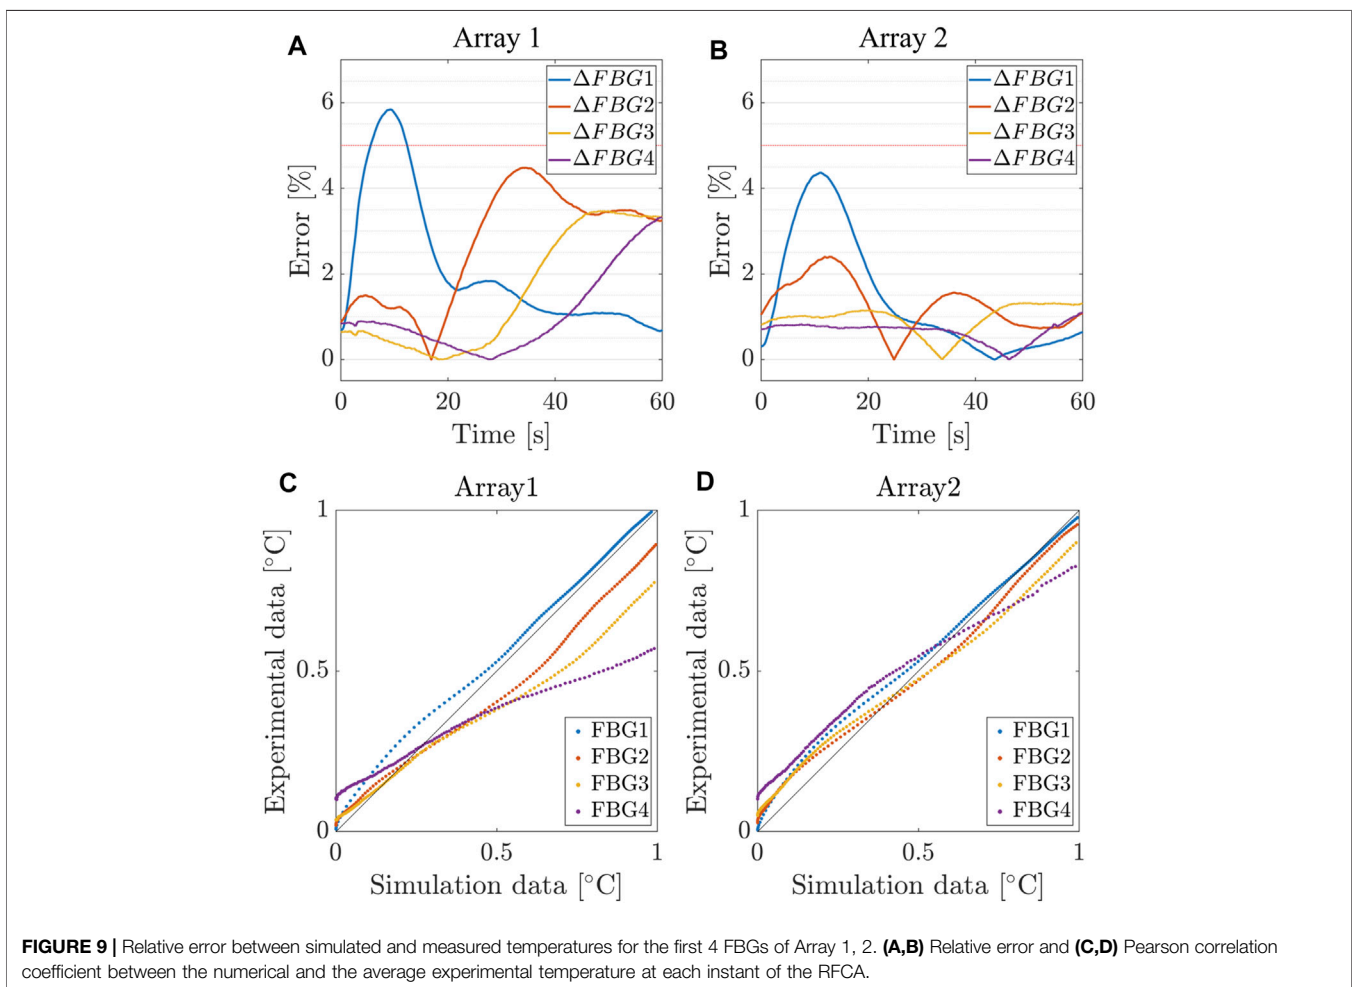 A
Array 1
ΔFBG1
ΔFBG2
ΔFBG3
ΔFBG4
6
4
2
0
Error [%]
0 20 40 60
Time [s]
B
Array 2
ΔFBG1
ΔFBG2
ΔFBG3
ΔFBG4
6
4
2
0
Error [%]
0 20 40 60
Time [s]
C
Array1
1
0.5
0
Experimental data [°C]
FBG1
FBG2
FBG3
FBG4
0 0.5 1
Simulation data [°C]
D
Array2
1
0.5
0
Experimental data [°C]
FBG1
FBG2
FBG3
FBG4
0 0.5 1
Simulation data [°C]
FIGURE 9 | Relative error between simulated and measured temperatures for the first 4 FBGs of Array 1, 2. (A,B) Relative error and (C,D) Pearson correlation
coefficient between the numerical and the average experimental temperature at each instant of the RFCA.